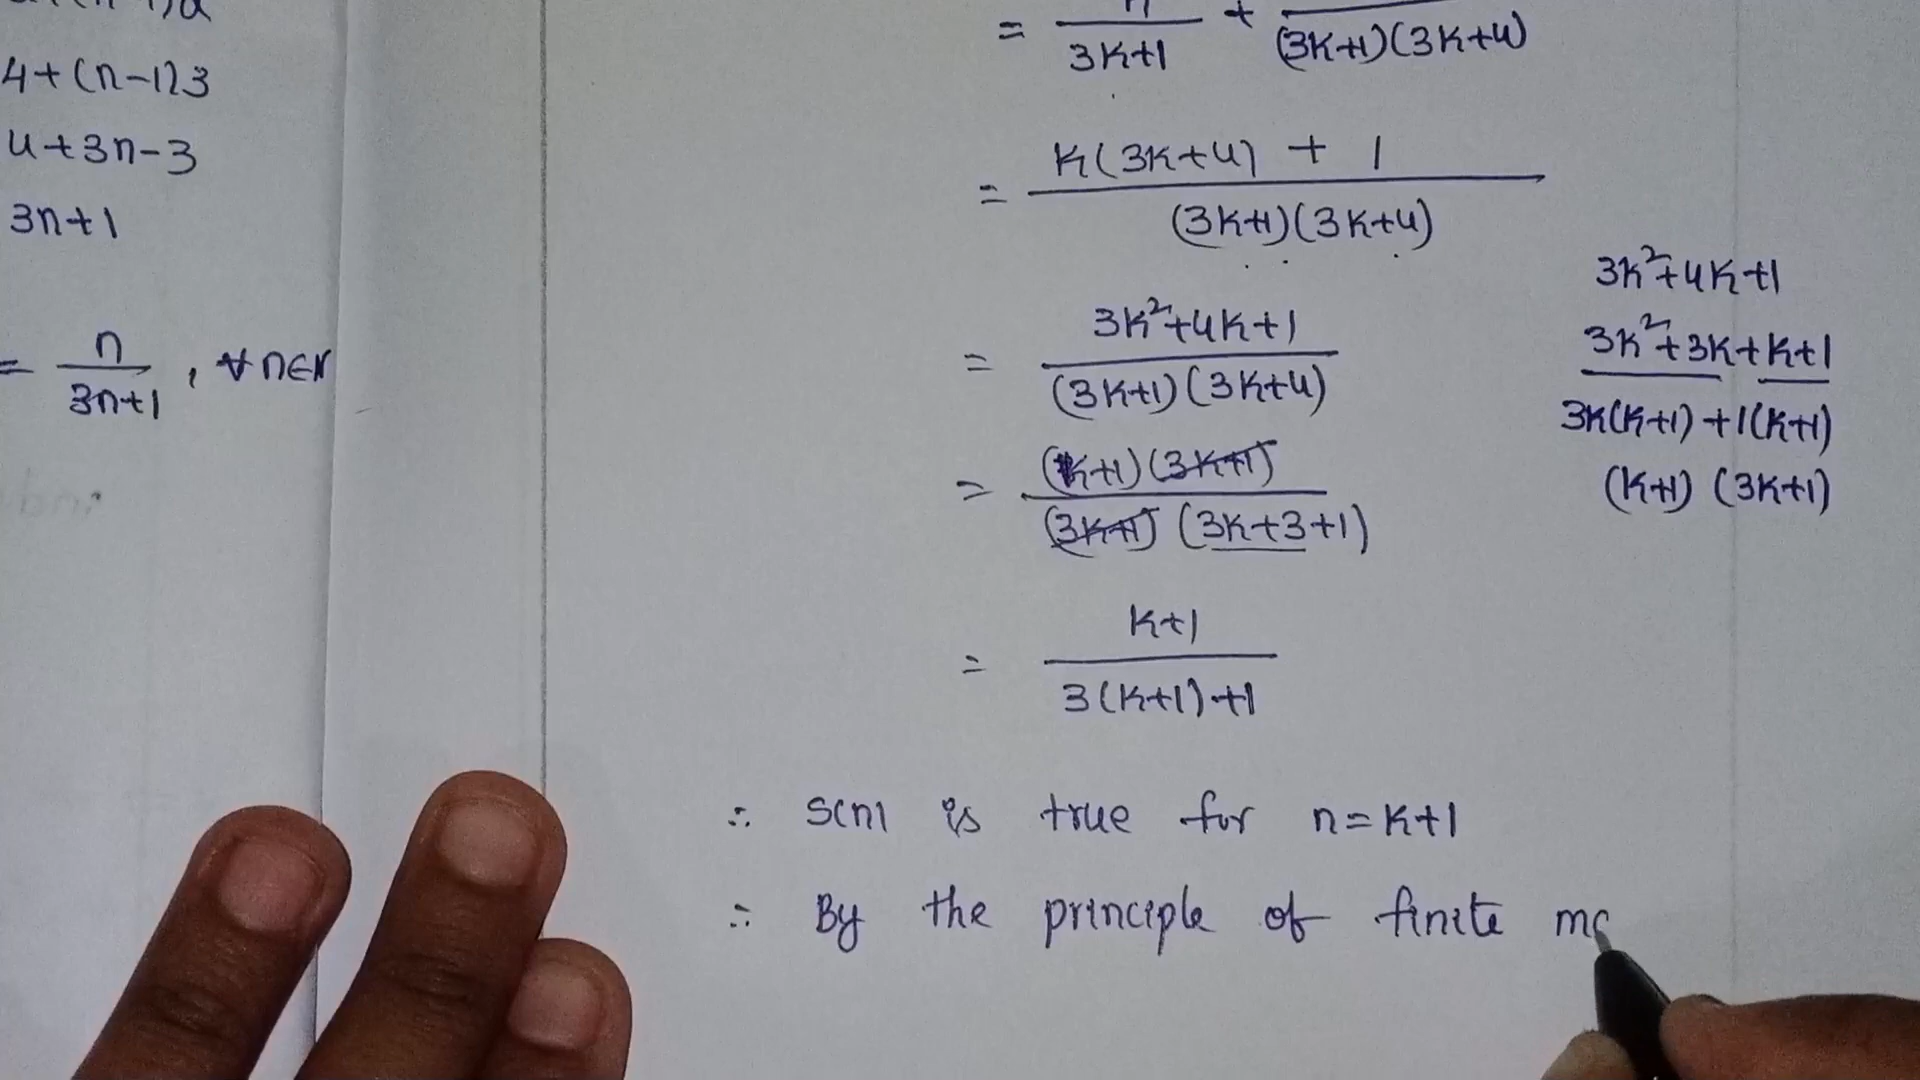 4+(n-1)3
4+3n-3
3n+1
= n/3n+1 , ∀ n∈N
= /3k+1 + /(3k+1)(3k+4)
= k(3k+4) + 1/(3k+1)(3k+4)
= 3k²+4k+1/(3k+1)(3k+4)
= (k+1)(3k+1)/(3k+1)(3k+3+1)
= k+1/3(k+1)+1
3k²+4k+1
3k²+3k+k+1
3k(k+1)+1(k+1)
(k+1) (3k+1)
∴ S(n) is true for n=k+1
∴ By the principle of finite ma